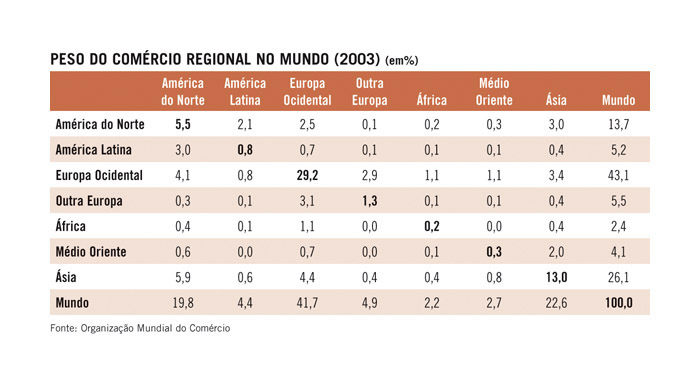 PESO DO COMÉRCIO REGIONAL NO MUNDO (2003) (em%)
América do Norte América Latina Europa Ocidental Outra Europa África Médio Oriente Ásia Mundo
América do Norte 5,5 2,1 2,5 0,1 0,2 0,3 3,0 13,7
América Latina 3,0 0,8 0,7 0,1 0,1 0,1 0,4 5,2
Europa Ocidental 4,1 0,8 29,2 2,9 1,1 1,1 3,4 43,1
Outra Europa 0,3 0,1 3,1 1,3 0,1 0,1 0,4 5,5
África 0,4 0,1 1,1 0,0 0,2 0,0 0,4 2,4
Médio Oriente 0,6 0,0 0,7 0,0 0,1 0,3 2,0 4,1
Ásia 5,9 0,6 4,4 0,4 0,4 0,8 13,0 26,1
Mundo 19,8 4,4 41,7 4,9 2,2 2,7 22,6 100,0
Fonte: Organização Mundial do Comércio